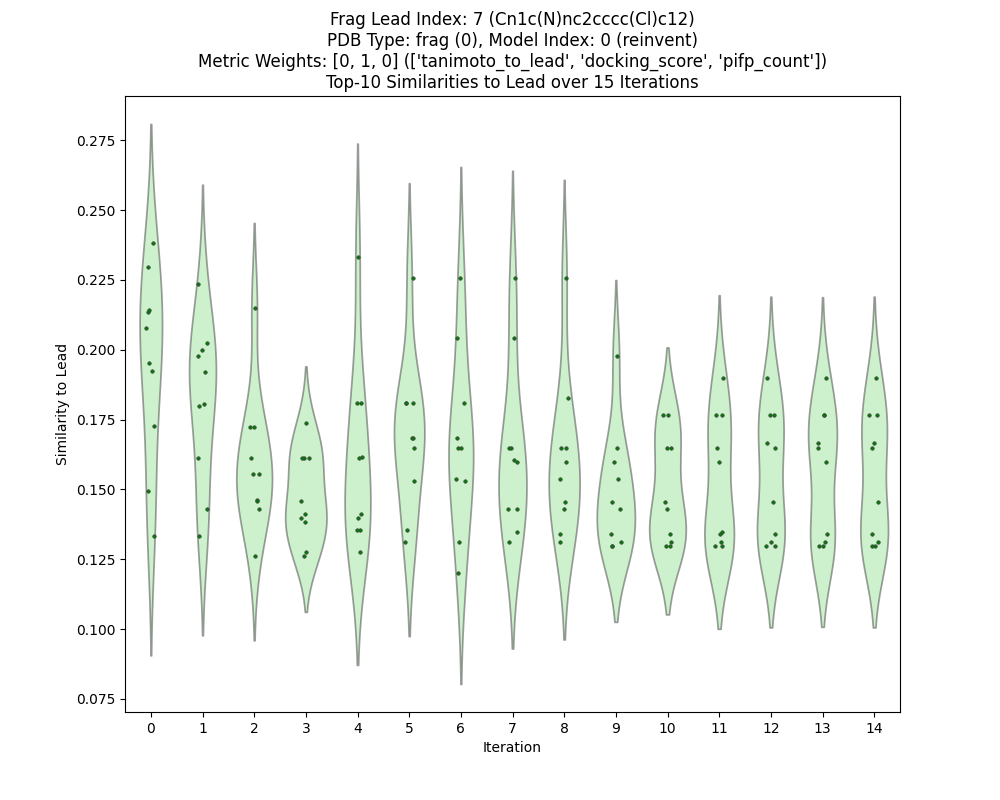 Frag Lead Index: 7 (Cn1c(N)nc2cccc(Cl)c12)
PDB Type: frag (0), Model Index: 0 (reinvent)
Metric Weights: [0, 1, 0] (['tanimoto_to_lead', 'docking_score', 'pifp_count'])
Top-10 Similarities to Lead over 15 Iterations
0.275
0.250
0.225
0.200
0.175
0.150
0.125
0.100
0.075
Similarity to Lead
0 1 2 3 4 5 6 7 8 9 10 11 12 13 14
Iteration